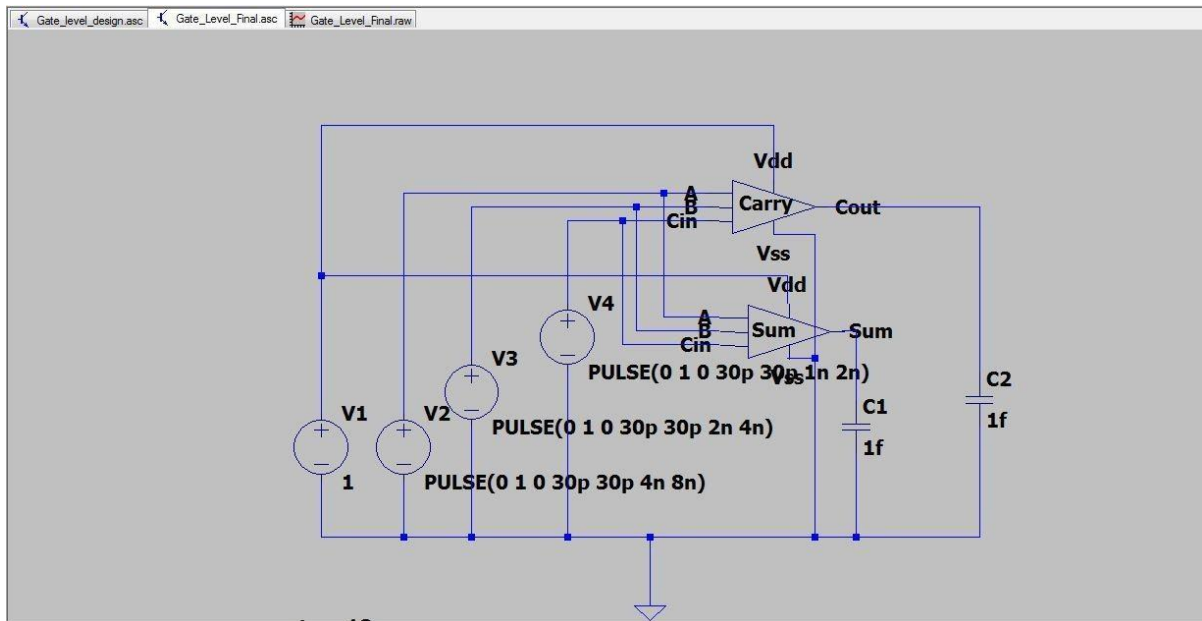 Gate_level_design.asc Gate_Level_Final.asc Gate_Level_Final.raw
Vdd
A
B
Cin
Carry
Cout
Vss
Vdd
A
B
Cin
Sum
Sum
Vss
V4
PULSE(0 1 0 30p 30p 1n 2n)
V3
PULSE(0 1 0 30p 30p 2n 4n)
V1
1
V2
PULSE(0 1 0 30p 30p 4n 8n)
C1
1f
C2
1f